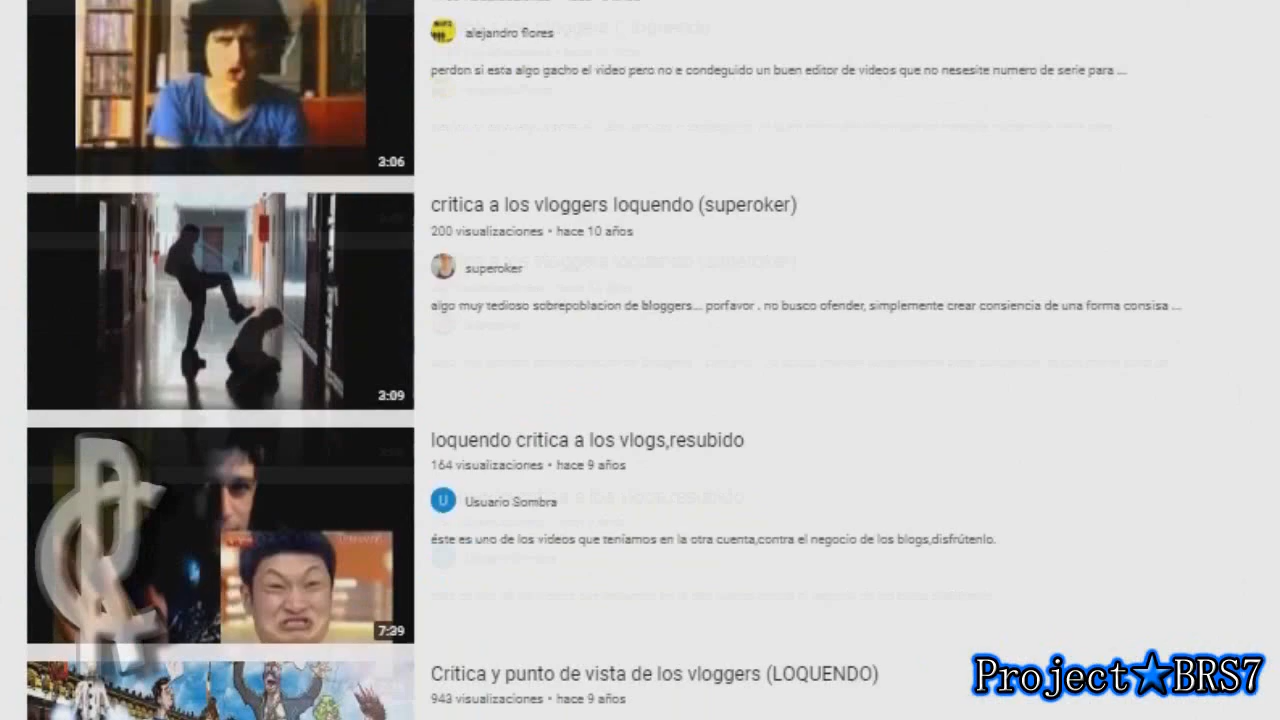 alejandro flores
perdon si esta algo gacho el video pero no e condeguido un buen editor de videos que no nesesite numero de serie para ...
3:06
critica a los vloggers loquendo (superoker)
200 visualizaciones • hace 10 años
superoker
algo muy tedioso sobrepoblacion de bloggers... porfavor . no busco ofender, simplemente crear consiencia de una forma consisa ...
3:09
loquendo critica a los vlogs,resubido
164 visualizaciones • hace 9 años
U
Usuario Sombra
éste es uno de los videos que teníamos en la otra cuenta,contra el negocio de los blogs,disfrútenlo.
7:39
Critica y punto de vista de los vloggers (LOQUENDO)
943 visualizaciones • hace 9 años
Project★BRS7